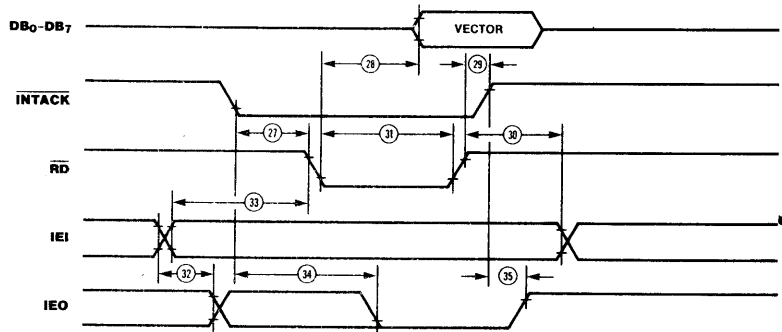 DB₀-DB₇
VECTOR
28
29
INTACK
27
31
30
RD
33
IEI
32
34
35
IEO